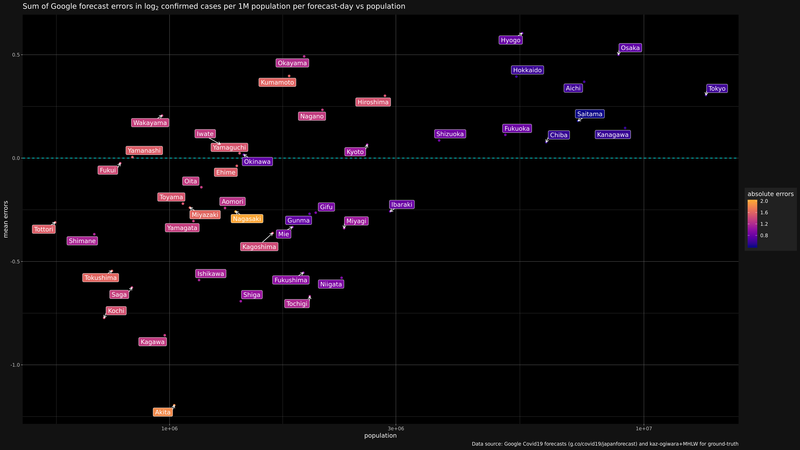 Sum of Google forecast errors in log2 confirmed cases per 1M population per forecast-day vs population
Hyogo
Osaka
0.5
Okayama
Hokkaido
Kumamoto
Aichi
Tokyo
Hiroshima
Nagano
Saitama
Wakayama
Iwate
Shizuoka
Fukuoka
Chiba
Kanagawa
Yamanashi
Yamaguchi
Kyoto
0.0
Okinawa
Fukui
Ehime
Oita
Toyama
Aomori
Gifu
Ibaraki
Miyazaki
Nagasaki
Gunma
Miyagi
Tottori
Yamagata
Shimane
Mie
Kagoshima
mean errors
absolute errors
2.0
1.6
1.2
0.8
-0.5
Tokushima
Ishikawa
Fukushima
Niigata
Saga
Shiga
Tochigi
Kochi
Kagawa
-1.0
Akita
1e+06
3e+06
1e+07
population
Data source: Google Covid19 forecasts (g.co/covid19/japanforecast) and kaz-ogiwara+MHLW for ground-truth